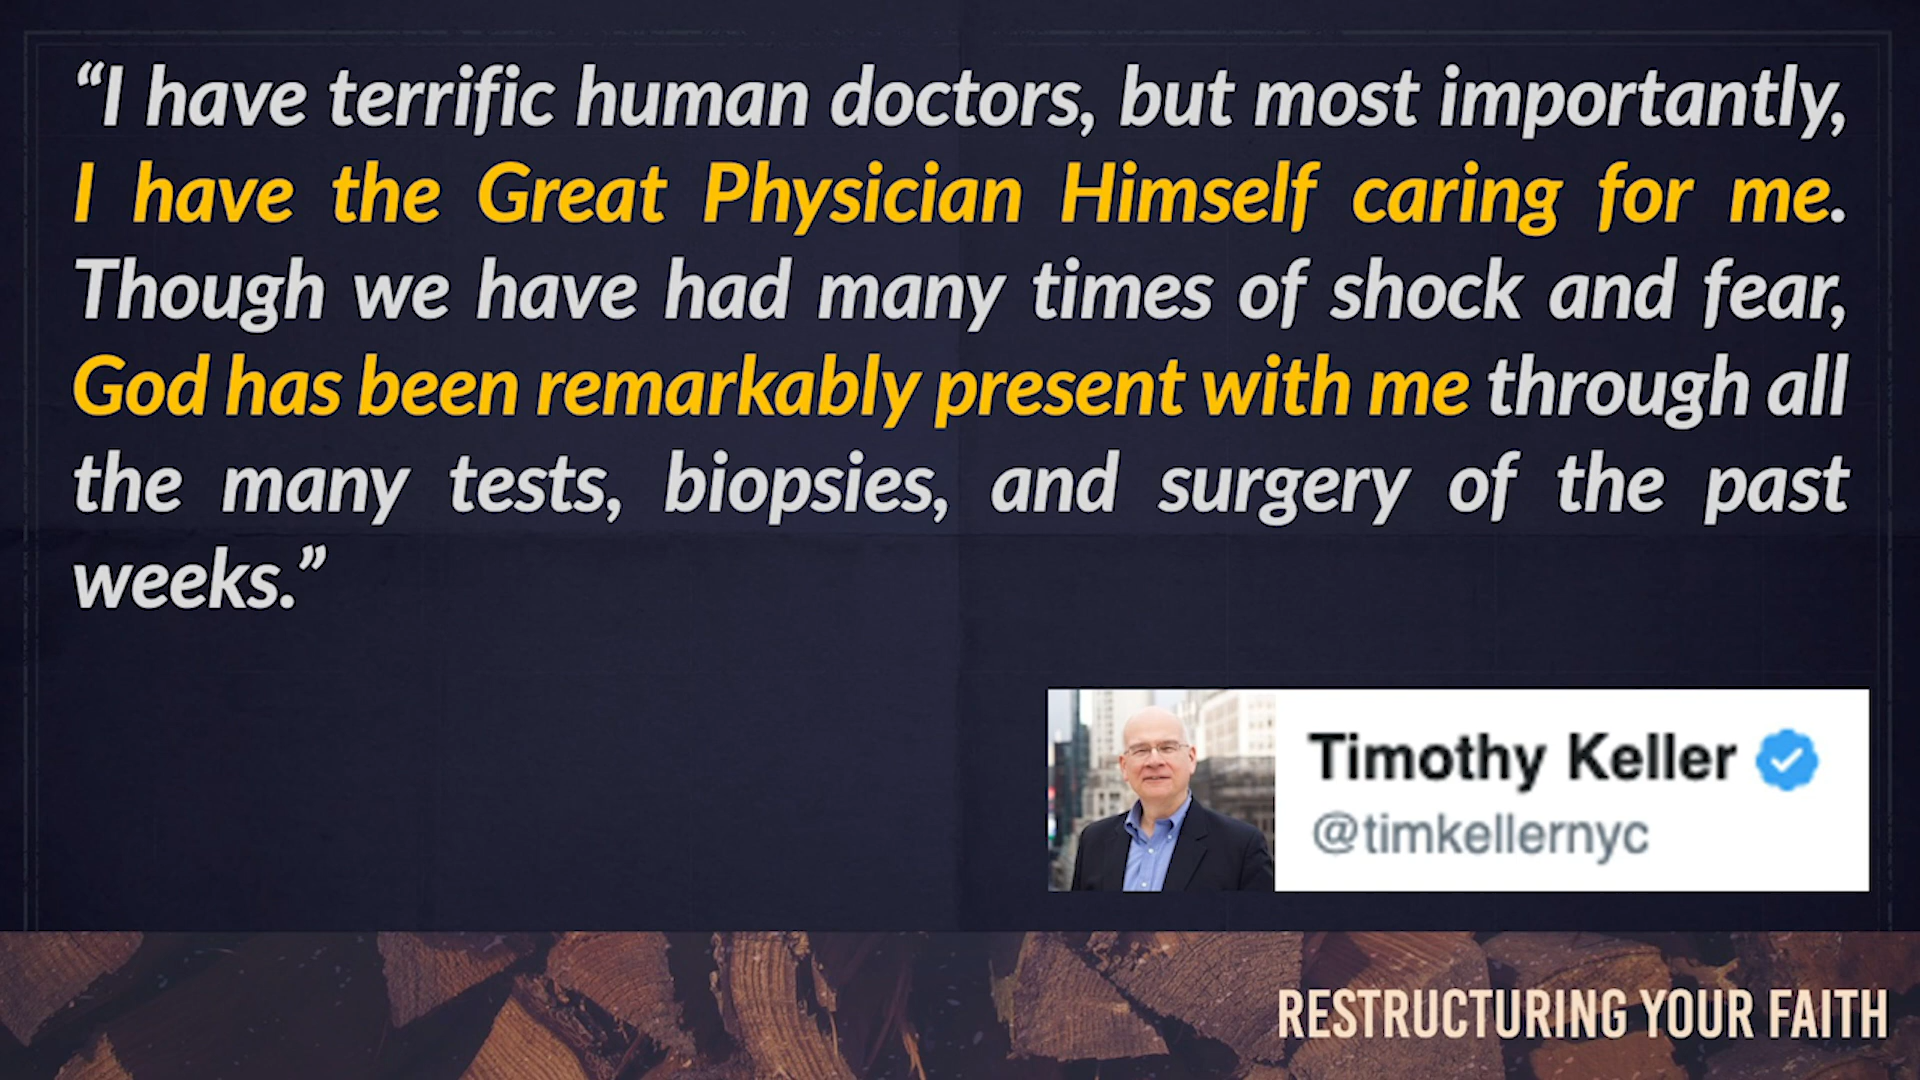 “I have terrific human doctors, but most importantly,
I have the Great Physician Himself caring for me.
Though we have had many times of shock and fear,
God has been remarkably present with me through all
the many tests, biopsies, and surgery of the past
weeks.”
Timothy Keller
@timkellernyc
RESTRUCTURING YOUR FAITH